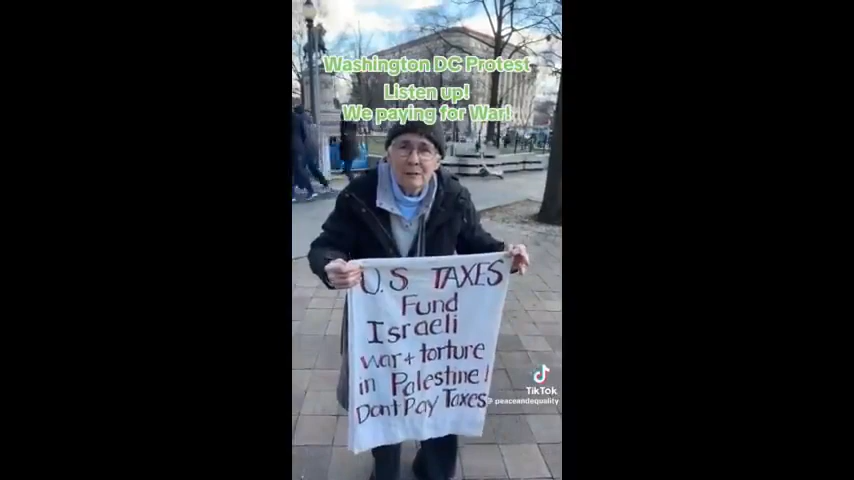 Washington DC Protest
Listen up!
We paying for War!
U.S. TAXES
Fund
Israeli
war + torture
in Palestine!
Don't Pay Taxes
TikTok
peaceandequality